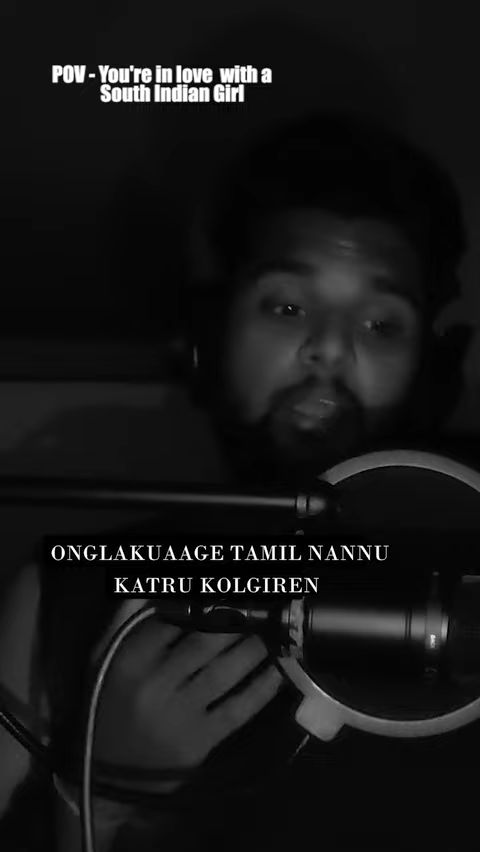 POV - You're in love with a
South Indian Girl
ONGLAKUAAGE TAMIL NANNU
KATRU KOLGIREN